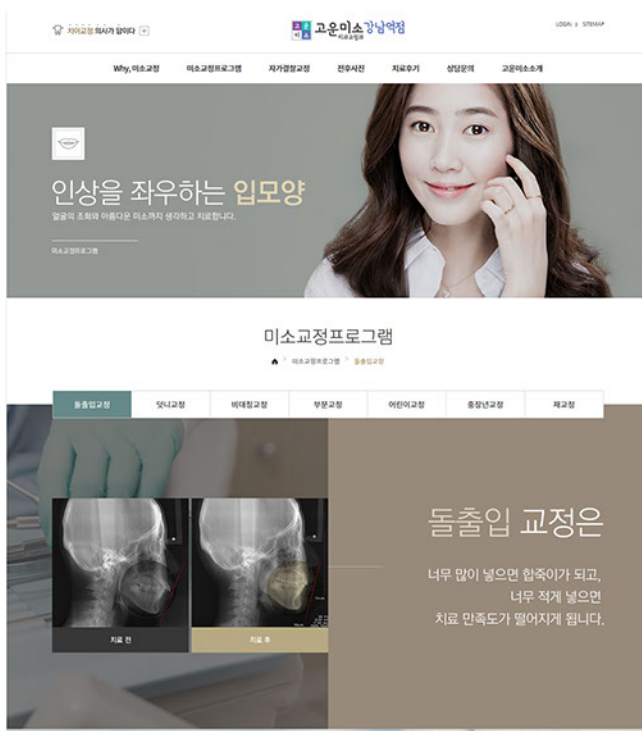 치아교정 의사가 답이다
고운미소강남역점
치과교정과
LOGIN
SITEMAP
Why, 미소교정
미소교정프로그램
자가결찰교정
전후사진
치료후기
상담문의
고운미소소개
인상을 좌우하는 입모양
얼굴의 조화와 아름다운 미소까지 생각하고 치료합니다.
미소교정프로그램
미소교정프로그램
미소교정프로그램 > 돌출입교정
돌출입교정
덧니교정
비대칭교정
부분교정
어린이교정
중장년교정
재교정
돌출입 교정은
너무 많이 넣으면 합죽이가 되고,
너무 적게 넣으면
치료 만족도가 떨어지게 됩니다.
치료 전
치료 후